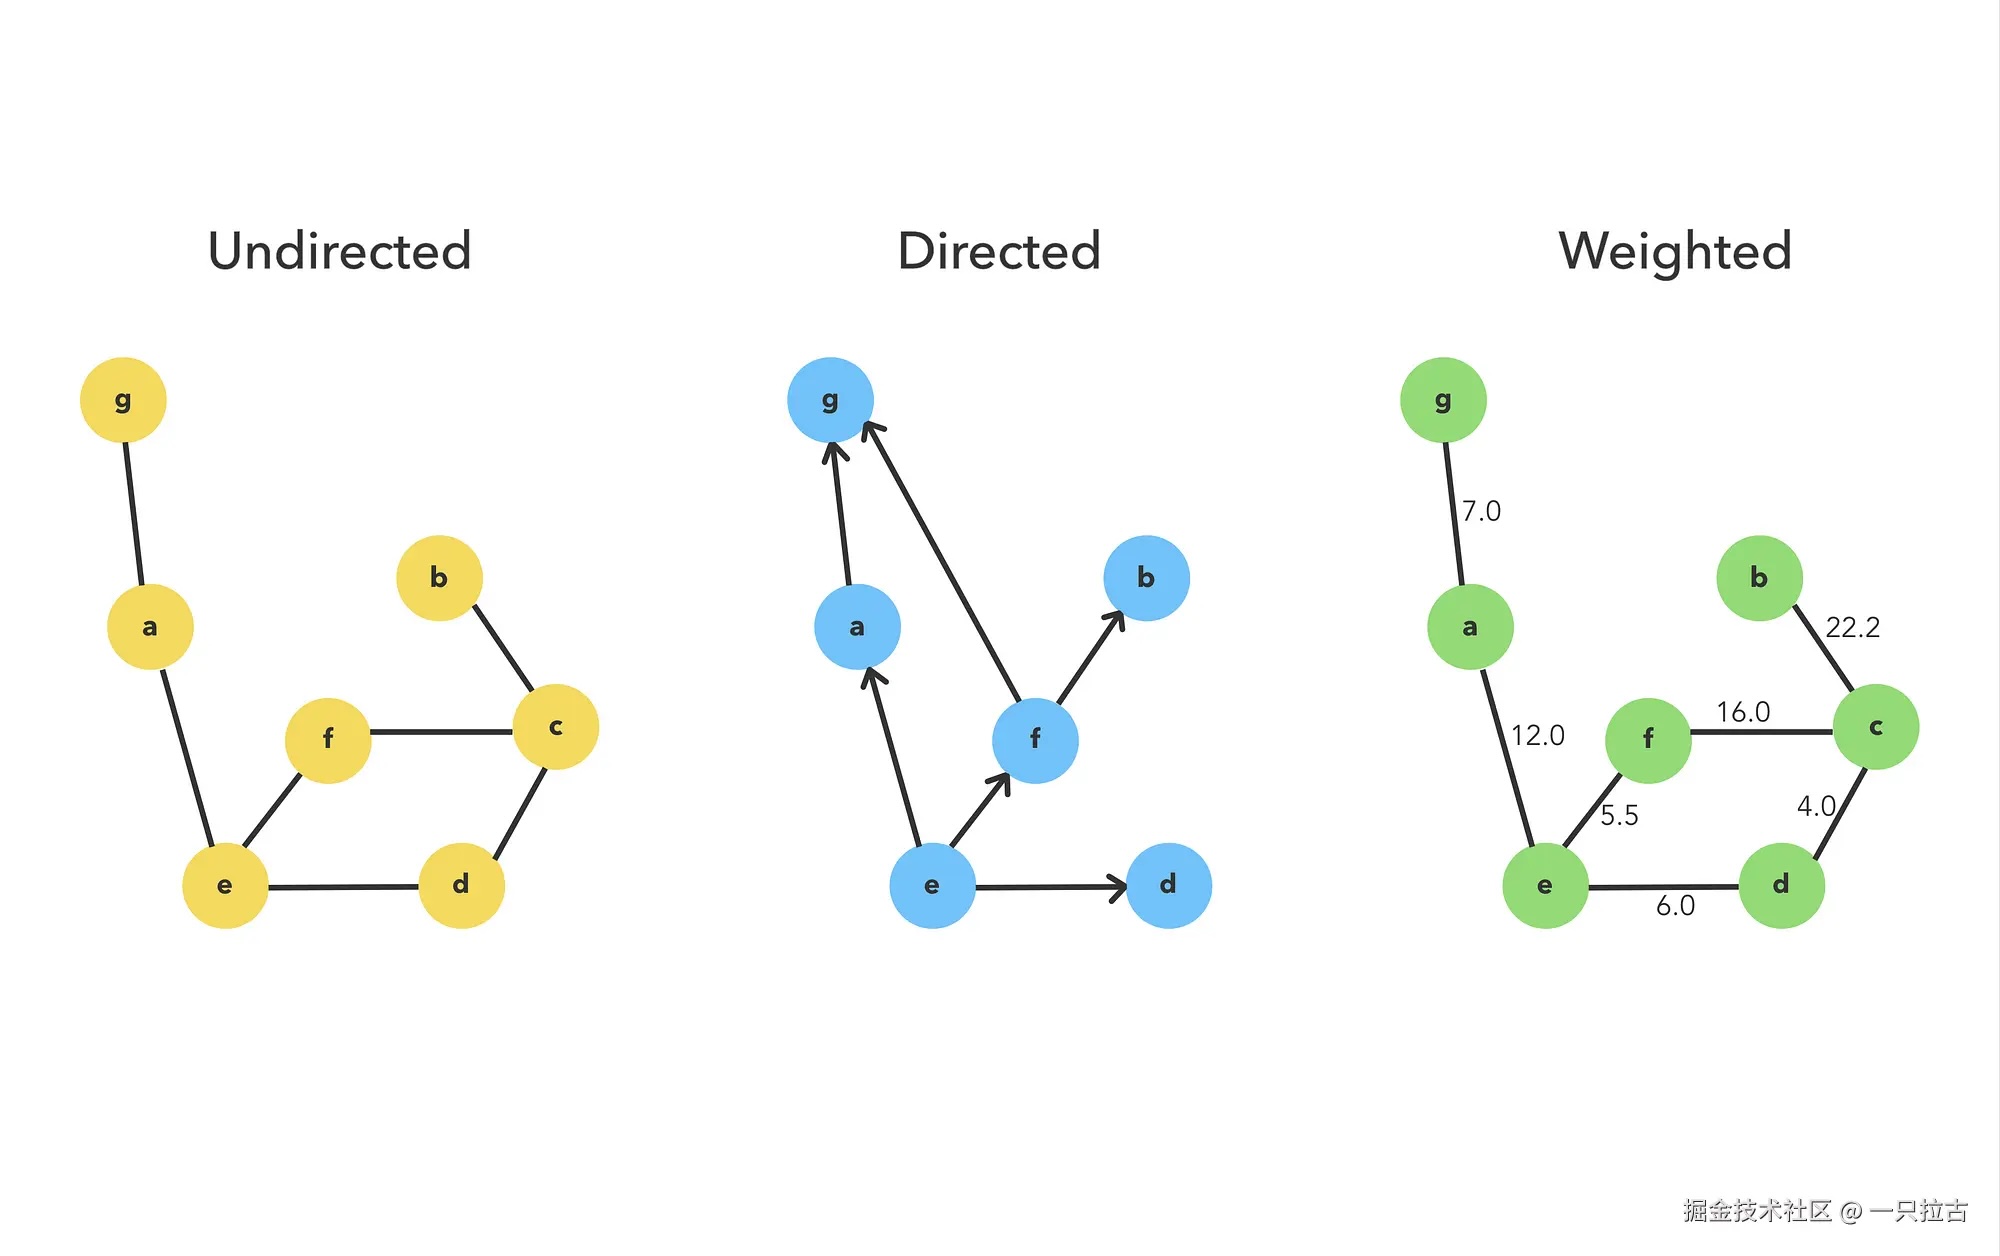 Undirected
g
a
b
f
c
e
d
Directed
g
a
b
f
e
d
Weighted
g
7.0
a
b
22.2
12.0
f
16.0
c
5.5
4.0
e
6.0
d
掘金技术社区 @ 一只拉古